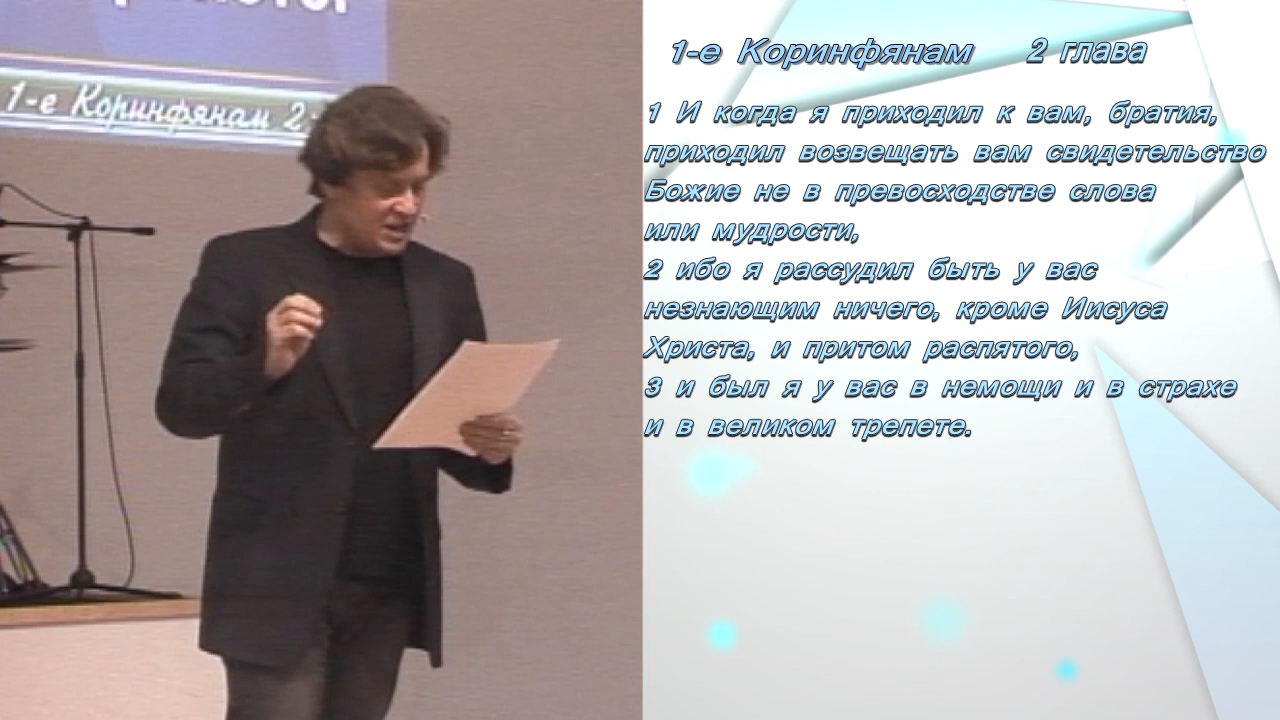 1-е Коринфянам 2:
1-е Коринфянам 2 глава
1 И когда я приходил к вам, братия,
приходил возвещать вам свидетельство
Божие не в превосходстве слова
или мудрости,
2 ибо я рассудил быть у вас
незнающим ничего, кроме Иисуса
Христа, и притом распятого,
3 и был я у вас в немощи и в страхе
и в великом трепете.